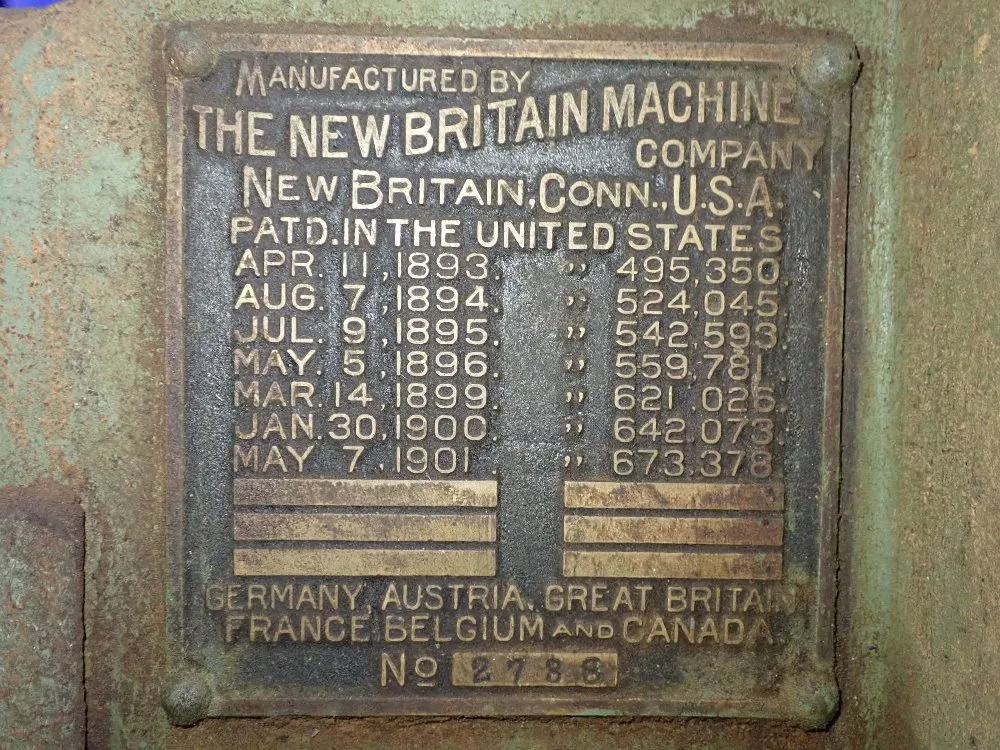 MANUFACTURED BY
THE NEW BRITAIN MACHINE
COMPANY
NEW BRITAIN, CONN., U.S.A.
PAT'D. IN THE UNITED STATES
APR. 11, 1893. " 495,350.
AUG. 7, 1894. " 524,045.
JUL. 9, 1895. " 542,593.
MAY. 5, 1896. " 559,781.
MAR. 14, 1899. " 621,026.
JAN. 30, 1900. " 642,073.
MAY 7, 1901. " 673,378
GERMANY, AUSTRIA, GREAT BRITAIN
FRANCE BELGIUM AND CANADA
NO